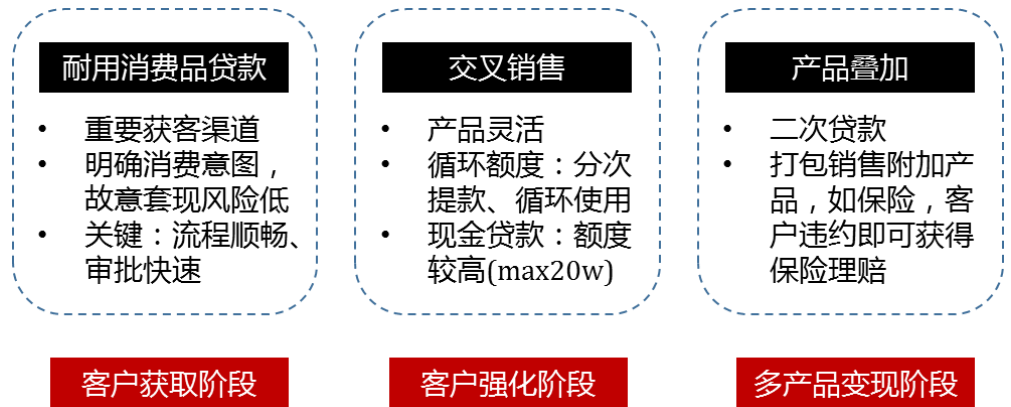 耐用消费品贷款
• 重要获客渠道
• 明确消费意图，
故意套现风险低
• 关键：流程顺畅、
审批快速
客户获取阶段
交叉销售
• 产品灵活
• 循环额度：分次
提款、循环使用
• 现金贷款：额度
较高(max20w)
客户强化阶段
产品叠加
• 二次贷款
• 打包销售附加产
品，如保险，客
户违约即可获得
保险理赔
多产品变现阶段